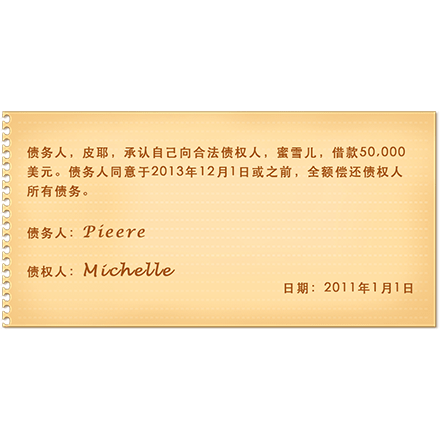 债务人，皮耶，承认自己向合法债权人，蜜雪儿，借款50,000
美元。债务人同意于2013年12月1日或之前，全额偿还债权人
所有债务。
债务人：Pieere
债权人：Michelle
日期：2011年1月1日